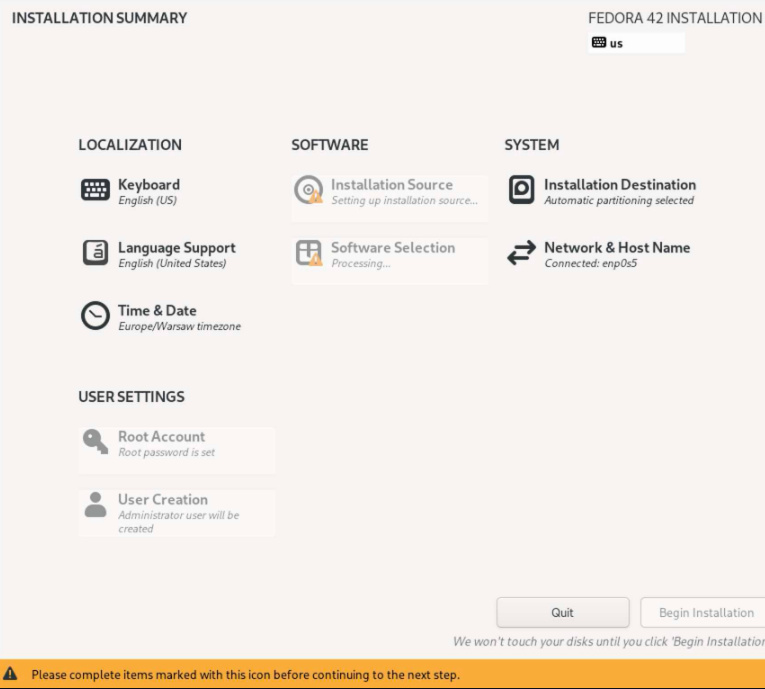 INSTALLATION SUMMARY
FEDORA 42 INSTALLATION
us
LOCALIZATION
Keyboard
English (US)
Language Support
English (United States)
Time & Date
Europe/Warsaw timezone
SOFTWARE
Installation Source
Setting up installation source...
Software Selection
Processing...
SYSTEM
Installation Destination
Automatic partitioning selected
Network & Host Name
Connected: enp0s5
USER SETTINGS
Root Account
Root password is set
User Creation
Administrator user will be
created
Quit
Begin Installation
We won't touch your disks until you click 'Begin Installation
Please complete items marked with this icon before continuing to the next step.